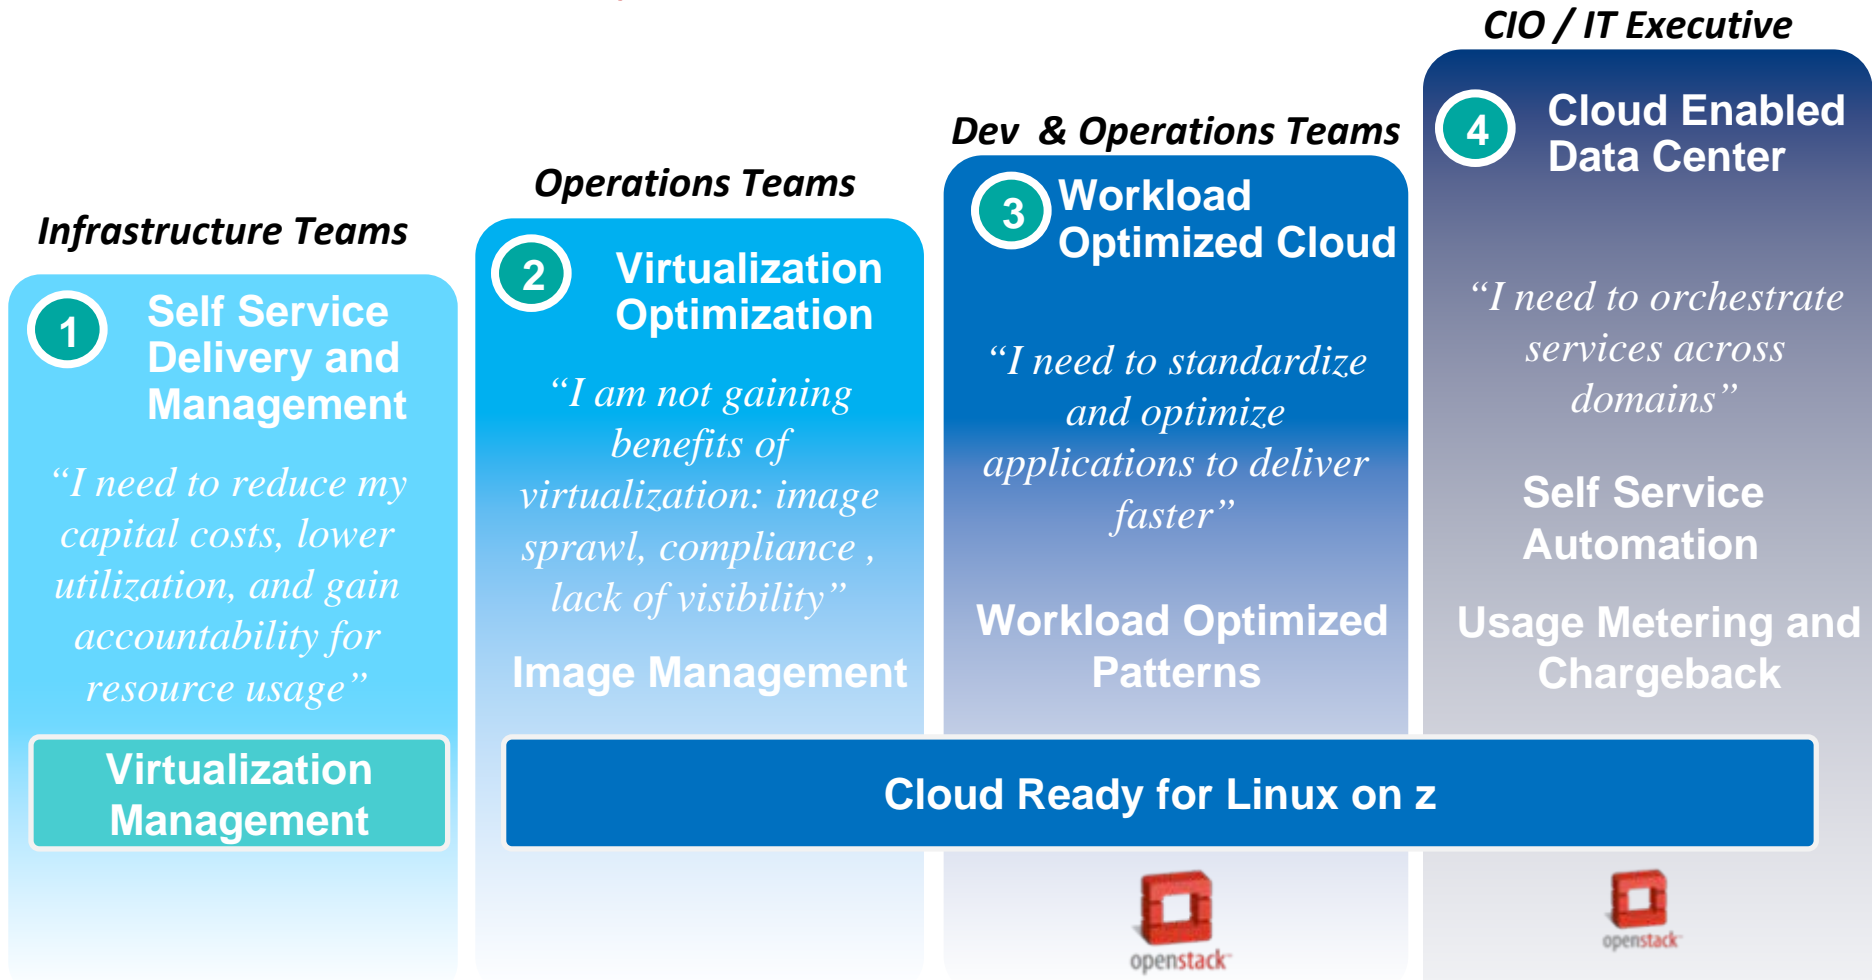 Infrastructure Teams
1
Self Service
Delivery and
Management
“I need to reduce my
capital costs, lower
utilization, and gain
accountability for
resource usage”
Virtualization
Management
Operations Teams
2
Virtualization
Optimization
“I am not gaining
benefits of
virtualization: image
sprawl, compliance ,
lack of visibility”
Image Management
Dev & Operations Teams
3
Workload
Optimized Cloud
“I need to standardize
and optimize
applications to deliver
faster”
Workload Optimized
Patterns
CIO / IT Executive
4
Cloud Enabled
Data Center
“I need to orchestrate
services across
domains”
Self Service
Automation
Usage Metering and
Chargeback
Cloud Ready for Linux on z
openstack™
openstack™